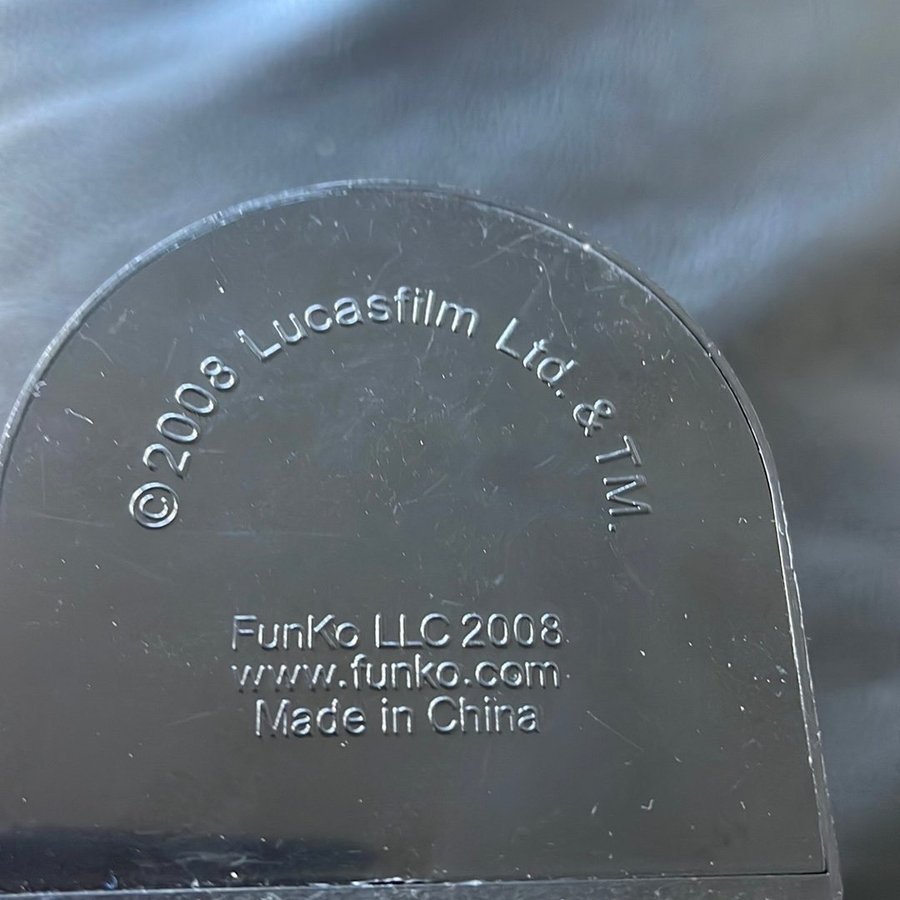 ©2008 Lucasfilm Ltd. & TM.
FunKo LLC 2008
www.funko.com
Made in China